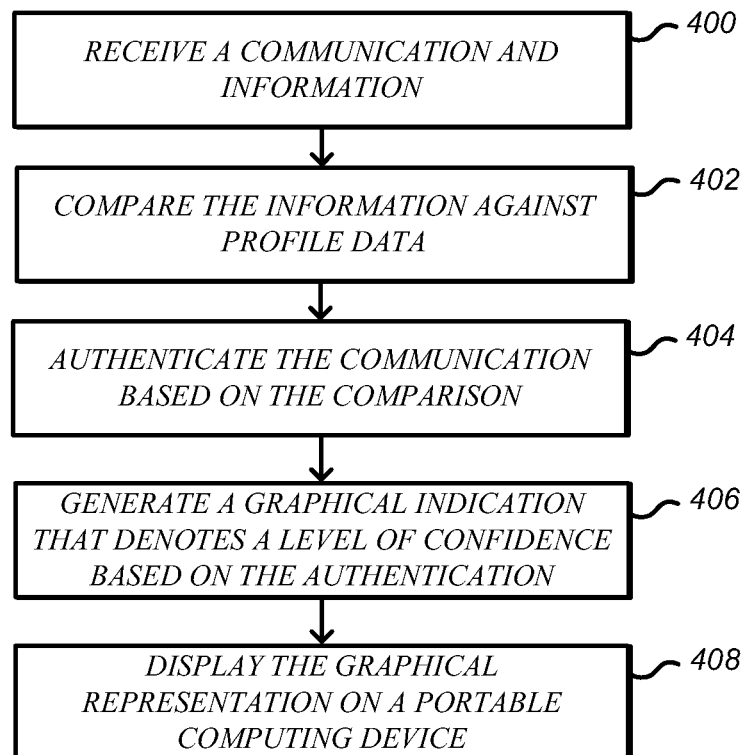 RECEIVE A COMMUNICATION AND
INFORMATION
400
COMPARE THE INFORMATION AGAINST
PROFILE DATA
402
AUTHENTICATE THE COMMUNICATION
BASED ON THE COMPARISON
404
GENERATE A GRAPHICAL INDICATION
THAT DENOTES A LEVEL OF CONFIDENCE
BASED ON THE AUTHENTICATION
406
DISPLAY THE GRAPHICAL
REPRESENTATION ON A PORTABLE
COMPUTING DEVICE
408